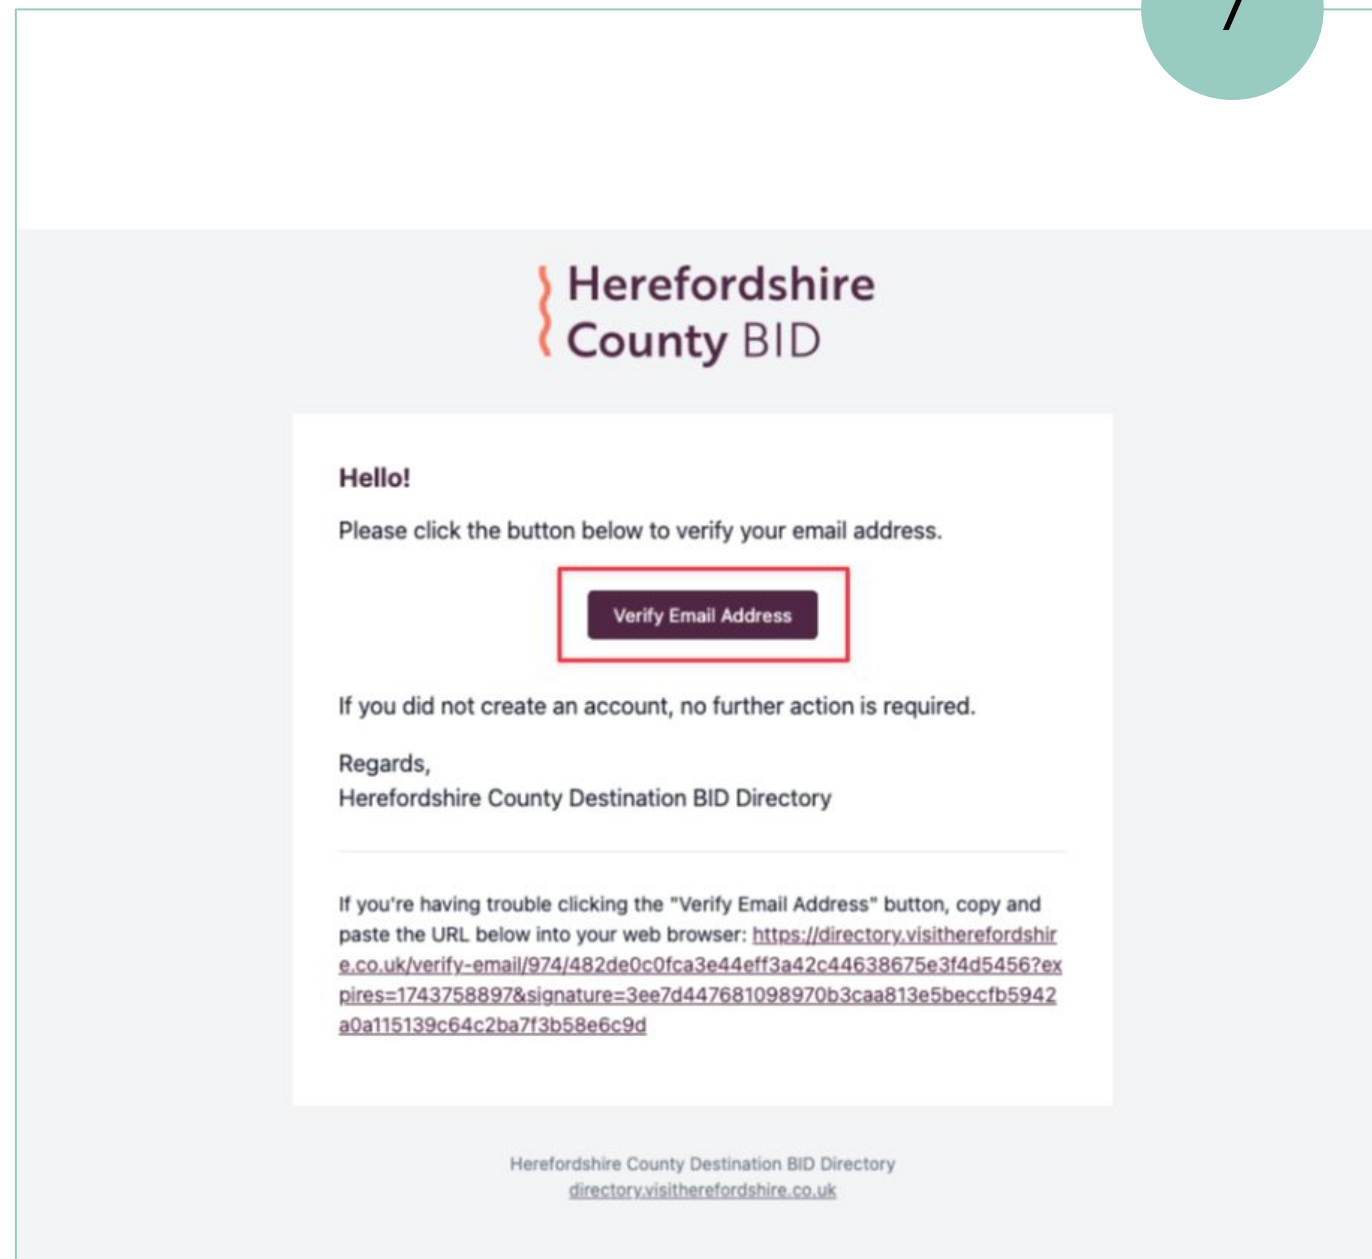 Herefordshire
County BID
Hello!
Please click the button below to verify your email address.
Verify Email Address
If you did not create an account, no further action is required.
Regards,
Herefordshire County Destination BID Directory
If you're having trouble clicking the "Verify Email Address" button, copy and
paste the URL below into your web browser: https://directory.visitherefordshir
e.co.uk/verify-email/974/482de0c0fca3e44eff3a42c44638675e3f4d5456?ex
pires=1743758897&signature=3ee7d447681098970b3caa813e5beccfb5942
a0a115139c64c2ba7f3b58e6c9d
Herefordshire County Destination BID Directory
directory.visitherefordshire.co.uk